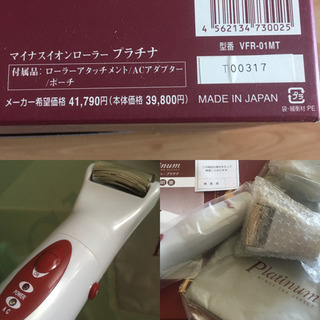 4 562134 730025
型番 VFR-01MT
T00317
マイナスイオンローラー プラチナ
付属品：ローラーアタッチメント/ACアダプター/
ポーチ
メーカー希望価格 41,790円(本体価格 39,800円)
MADE IN JAPAN
プラ
袋・緩衝材 PE
POWER
A C
Platinum
Platinum